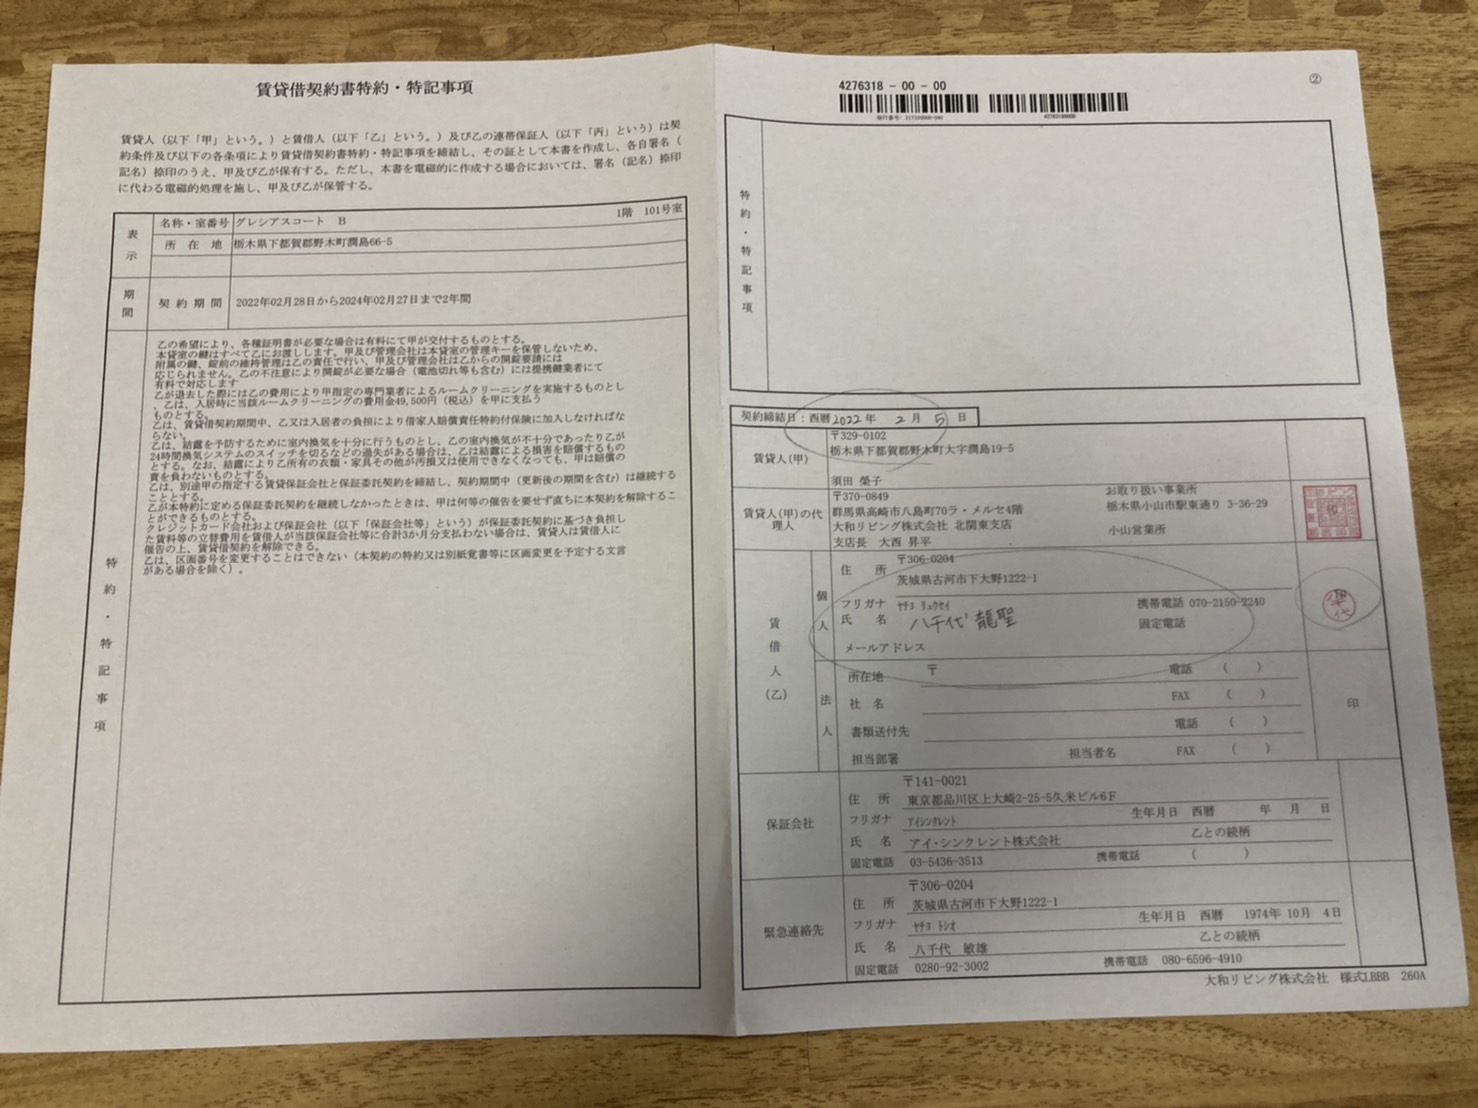 賃貸借契約書特約・特記事項
賃貸人(以下「甲」という。)と賃借人(以下「乙」という。)及び乙の連帯保証人(以下「丙」という)は契
約条件及び以下の各条項により賃貸借契約書特約・特記事項を締結し、その証として本書を作成し、各自署名(
記名)捺印のうえ、甲及び乙が保有する。ただし、本書を電磁的に作成する場合においては、署名(記名)捺印
に代わる電磁的処理を施し、甲及び乙が保管する。
表示
名称・室番号 グレシアスコート B 1階 101号室
所在地 栃木県下都賀郡野木町潤島66-5
期間
契約期間 2022年02月28日から2024年02月27日まで2年間
特約・特記事項
乙の希望により、各種証明書が必要な場合は有料にて甲が交付するものとする。
本貸室の鍵はすべて乙にお渡しします。甲及び管理会社は本貸室の管理キーを保管しないため、
附属の鍵、錠前の維持管理は乙の責任で行い、甲及び管理会社は乙からの開錠要請には
応じられません。乙の不注意により開錠が必要な場合(電池切れ等も含む)には提携鍵業者にて
有料で対応します
乙が退去した際には乙の費用により甲指定の専門業者によるルームクリーニングを実施するものとし
、乙は、入居時に当該ルームクリーニングの費用金49,500円(税込)を甲に支払う
ものとする。
乙は、賃貸借契約期間中、乙又は入居者の負担により借家人賠償責任特約付保険に加入しなければな
らない。
乙は、結露を予防するために室内換気を十分に行うものとし、乙の室内換気が不十分であったり乙が
24時間換気システムのスイッチを切るなどの過失がある場合は、乙は結露による損害を賠償するもの
とする。なお、結露により乙所有の衣類・家具その他が汚損又は使用できなくなっても、甲は賠償の
責を負わないものとする。
乙は、別途甲の指定する賃貸保証会社と保証委託契約を締結し、契約期間中(更新後の期間を含む)は継続する
こととする。
乙が本特約に定める保証委託契約を継続しなかったときは、甲は何等の催告を要せず直ちに本契約を解除するこ
とができるものとする。
クレジットカード会社および保証会社(以下「保証会社等」という)が保証委託契約に基づき負担し
た賃料等の立替費用を賃借人が当該保証会社等に合計3か月分支払わない場合は、賃貸人は賃借人に
催告の上、賃貸借契約を解除できる。
乙は、区画番号を変更することはできない(本契約の特約又は別紙覚書等に区画変更を予定する文言
がある場合を除く)。
②
4276318 - 00 - 00
特約・特記事項
契約締結日:西暦2022年 2月 5日
賃貸人(甲)
〒329-0102
栃木県下都賀郡野木町大字潤島19-5
須田 榮子
賃貸人(甲)の代理人
〒370-0849
群馬県高崎市八島町70ラ・メルセ4階
大和リビング株式会社 北関東支店
支店長 大西 昇平
お取り扱い事業所
栃木県小山市駅東通り 3-36-29
小山営業所
賃借人(乙)
個人
住所 〒306-0204
茨城県古河市下大野1222-1
フリガナ ヤチヨ リュウセイ 携帯電話 070-2150-2240
氏名 八千代 龍聖 固定電話
メールアドレス
八千代
法人
所在地 〒 電話 ( )
社名 FAX ( )
書類送付先 電話 ( )
担当部署 担当者名 FAX ( )
印
保証会社
〒141-0021
住所 東京都品川区上大崎2-25-5久米ビル6F
フリガナ アイシンクレント 生年月日 西暦 年 月 日
氏名 アイ・シンクレント株式会社 乙との続柄
固定電話 03-5436-3513 携帯電話 ( )
緊急連絡先
〒306-0204
住所 茨城県古河市下大野1222-1
フリガナ ヤチヨ トシオ 生年月日 西暦 1974年 10月 4日
氏名 八千代 敏雄 乙との続柄
固定電話 0280-92-3002 携帯電話 080-6596-4910
大和リビング株式会社 様式LBBB 260A